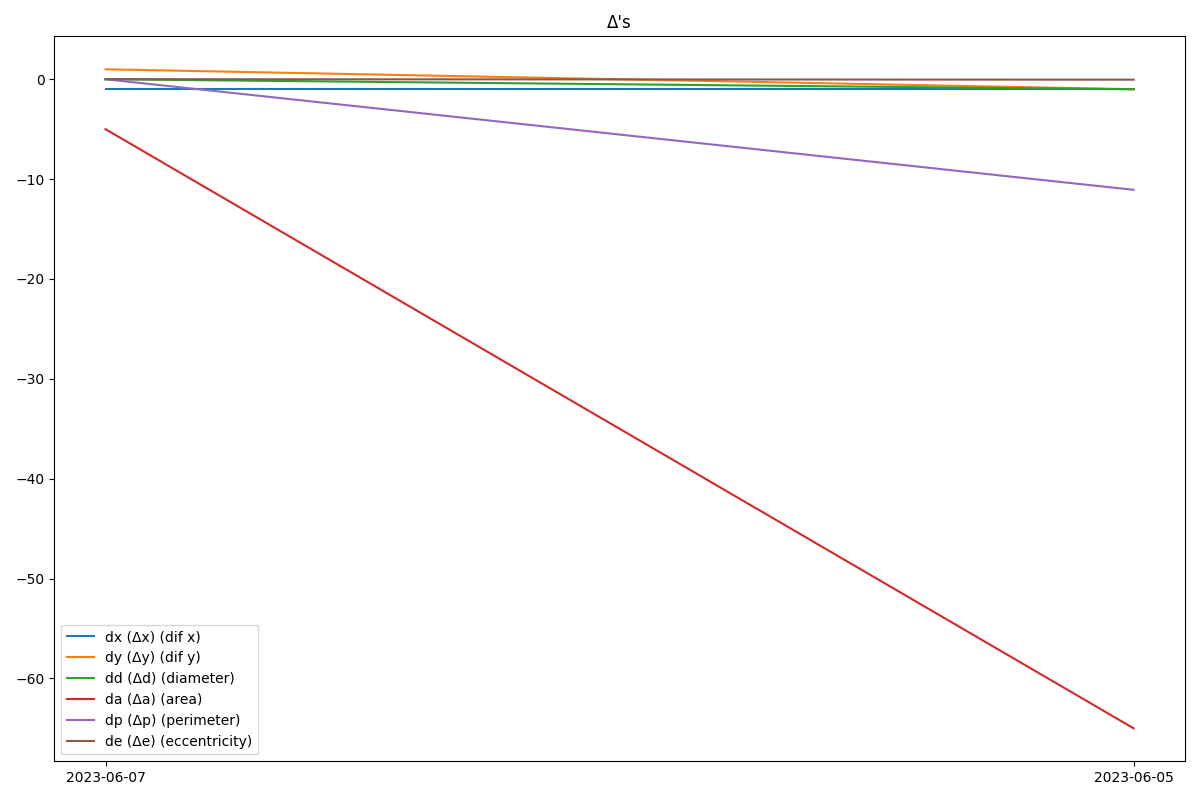 Δ's
0
−10
−20
−30
−40
−50
−60
dx (Δx) (dif x)
dy (Δy) (dif y)
dd (Δd) (diameter)
da (Δa) (area)
dp (Δp) (perimeter)
de (Δe) (eccentricity)
2023-06-07 2023-06-05